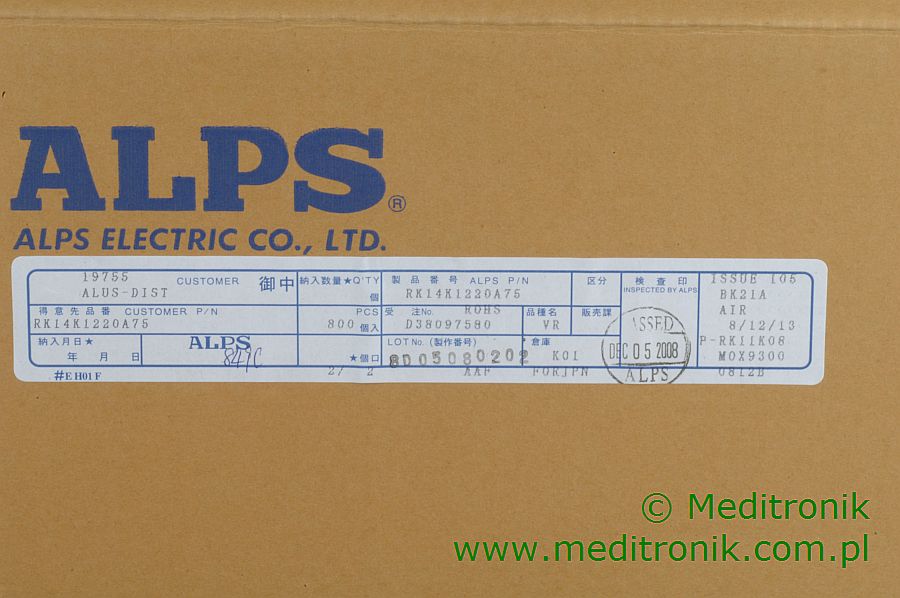 ALPS®
ALPS ELECTRIC CO., LTD.
19755 CUSTOMER 御中 納入数量★Q'TY 製品番号 ALPS P/N 区分 検査印 ISSUE 105
ALUS-DIST 個 RK14K1220A75 INSPECTED BY ALPS BK21A
得意先品番 CUSTOMER P/N PCS 受注No. ROHS 品種名 販売課 AIR
RK14K1220A75 800 個入 D38097580 VR PASSED 8/12/13
納入月日★ ALPS LOT No. (製作番号) 倉庫 DEC 05 2008 P-RK11K08
年 月 日 849C ★個口 8D05080202 K01 ALPS MOX9300
#E H01 F 2/ 2 AAF FORJPN 0812B
© Meditronik
www.meditronik.com.pl